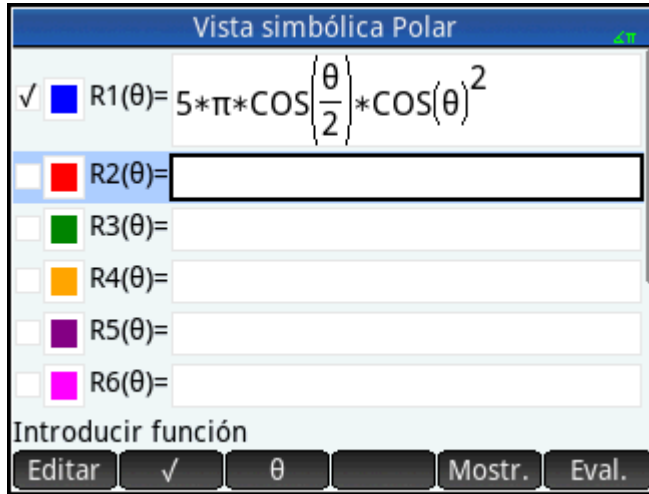 Vista simbólica Polar
∡π
√ R1(θ)= 5*π*COS(θ/2)*COS(θ)²
R2(θ)=
R3(θ)=
R4(θ)=
R5(θ)=
R6(θ)=
Introducir función
Editar √ θ Mostr. Eval.